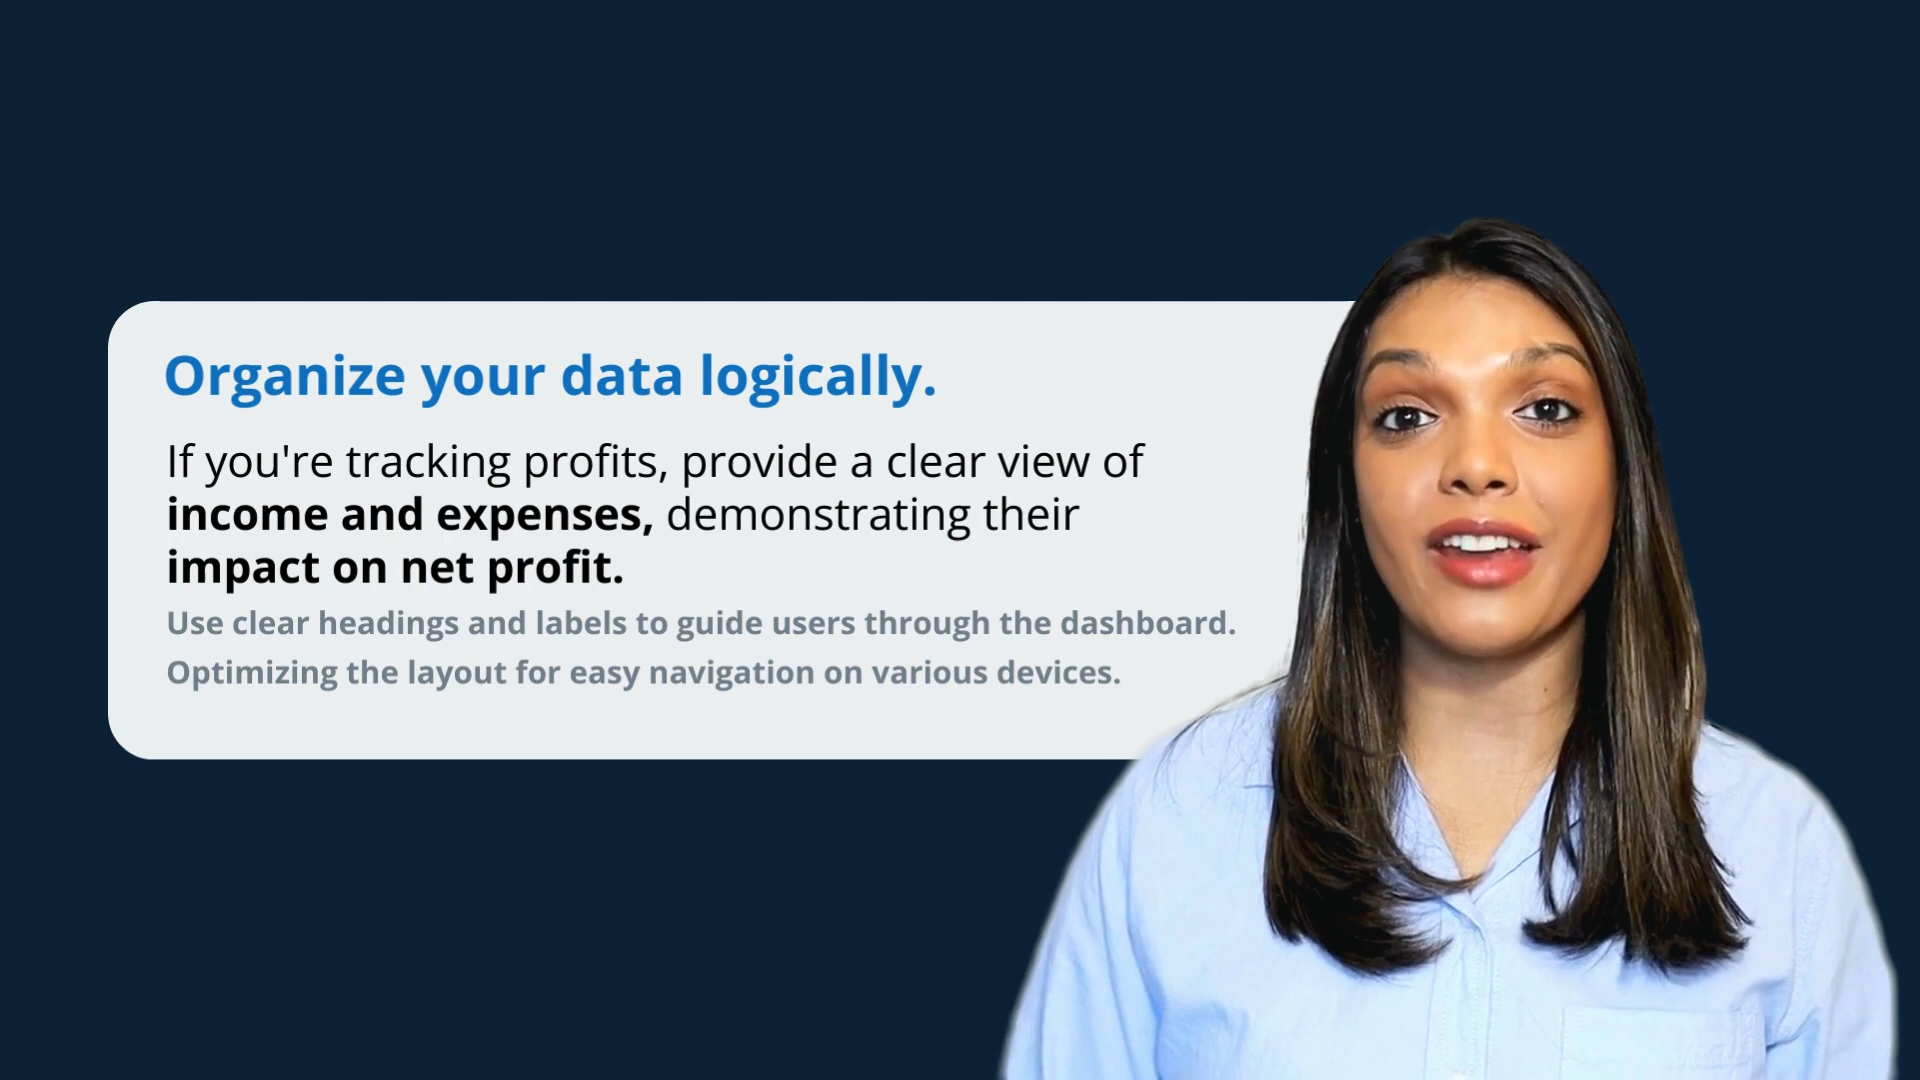 Organize your data logically.
If you're tracking profits, provide a clear view of
income and expenses, demonstrating their
impact on net profit.
Use clear headings and labels to guide users through the dashboard.
Optimizing the layout for easy navigation on various devices.